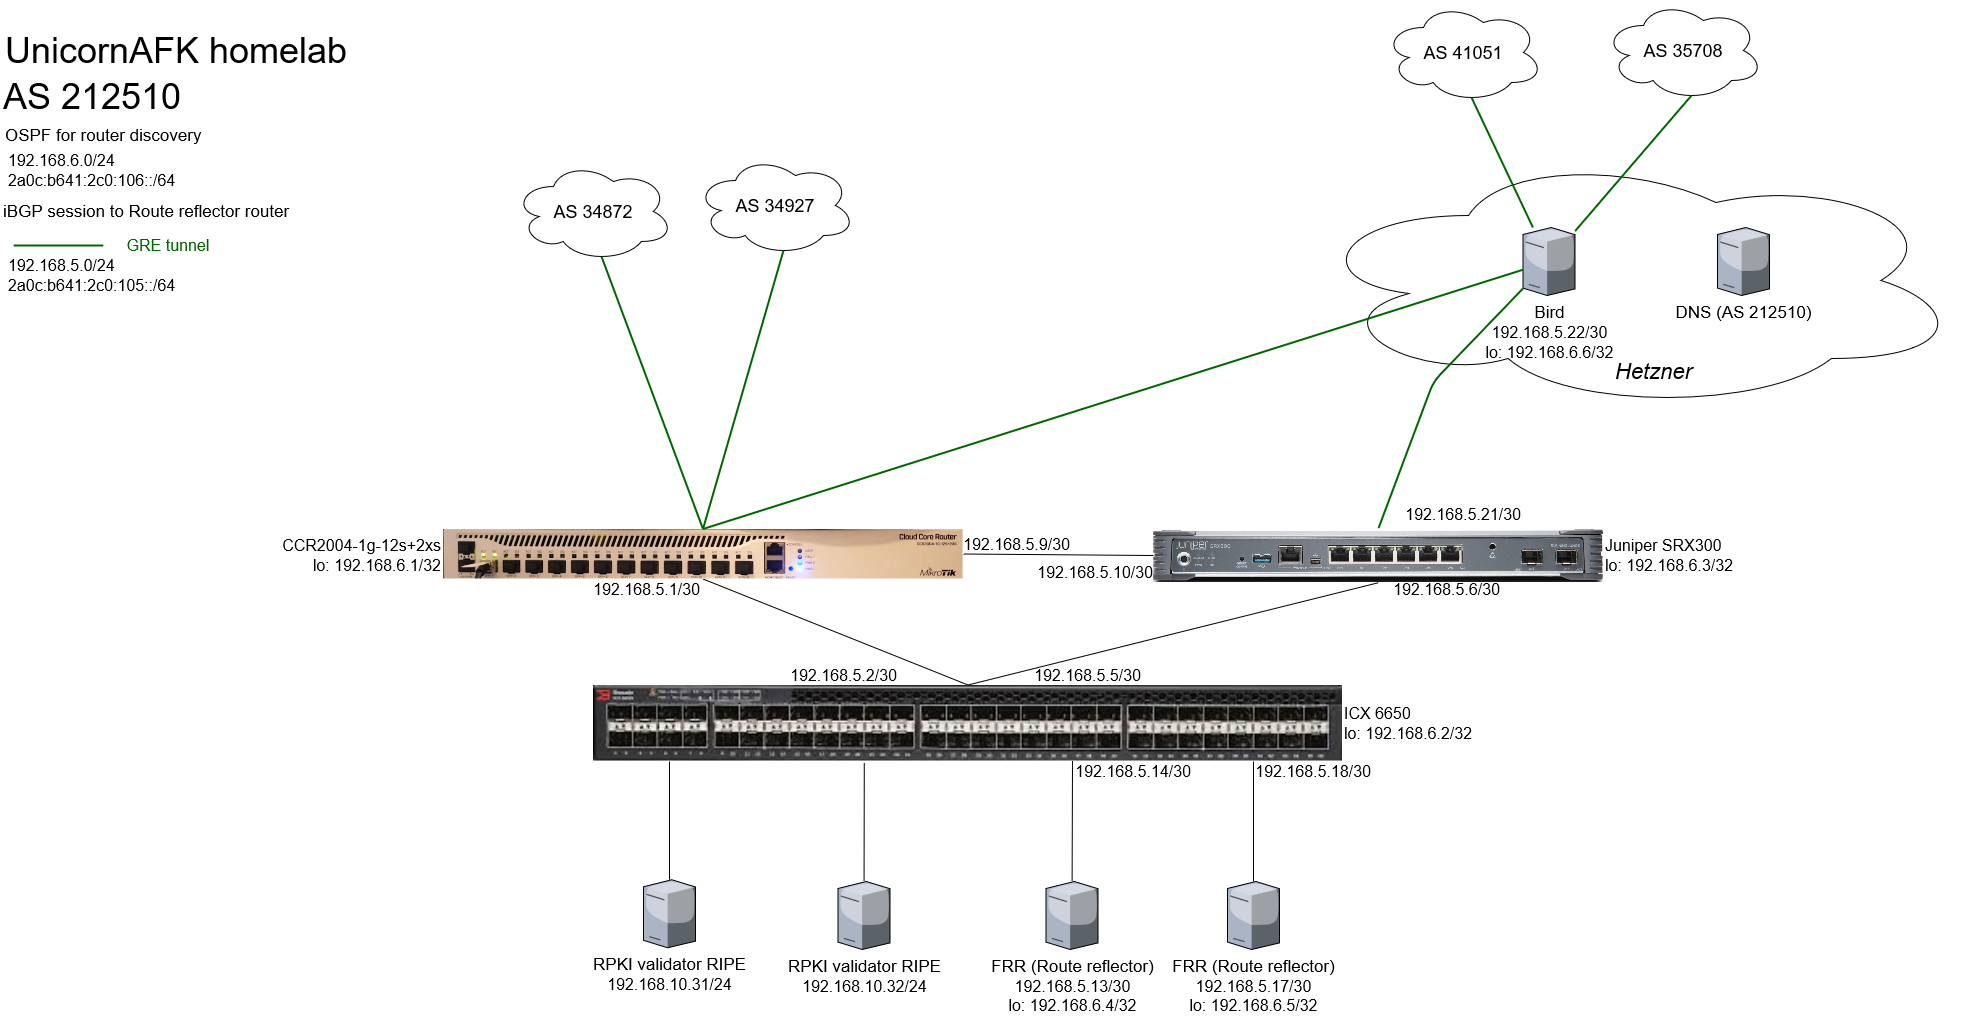 UnicornAFK homelab
AS 212510
OSPF for router discovery
192.168.6.0/24
2a0c:b641:2c0:106::/64
iBGP session to Route reflector router
GRE tunnel
192.168.5.0/24
2a0c:b641:2c0:105::/64
AS 41051
AS 35708
AS 34872
AS 34927
Bird
192.168.5.22/30
lo: 192.168.6.6/32
DNS (AS 212510)
Hetzner
192.168.5.21/30
CCR2004-1g-12s+2xs
lo: 192.168.6.1/32
Cloud Core Router
MikroTik
192.168.5.9/30
192.168.5.10/30
Juniper SRX300
Juniper SRX300
lo: 192.168.6.3/32
192.168.5.1/30
192.168.5.6/30
192.168.5.2/30
192.168.5.5/30
ICX 6650
lo: 192.168.6.2/32
192.168.5.14/30
192.168.5.18/30
RPKI validator RIPE
192.168.10.31/24
RPKI validator RIPE
192.168.10.32/24
FRR (Route reflector)
192.168.5.13/30
lo: 192.168.6.4/32
FRR (Route reflector)
192.168.5.17/30
lo: 192.168.6.5/32